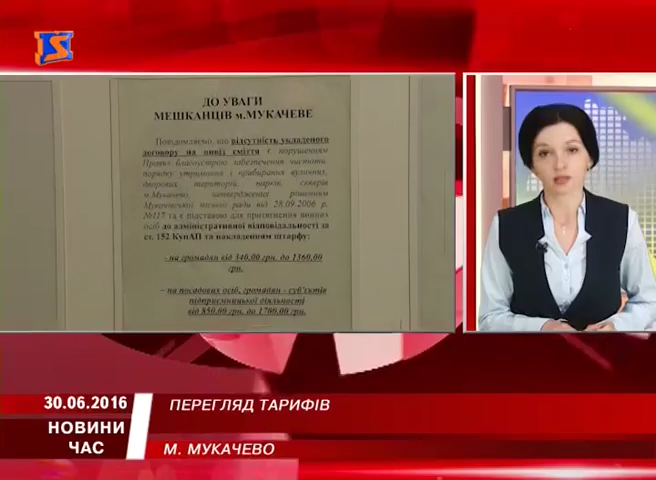 ДО УВАГИ
МЕШКАНЦІВ м.МУКАЧЕВЕ
Повідомляємо, що відсутність укладеного
договору на вивіз сміття є порушенням
Правил благоустрою забезпечення чистоти,
порядку утримання і прибирання вуличних,
дворових територій, парків, скверів
м.Мукачево, затверджених рішенням
Мукачівської міської ради від 28.09.2006 р.
№117 та є підставою для притягнення винних
осіб до адміністративної відповідальності за
ст. 152 КупАП та накладенням штарфу:
- на громадян від 340,00 грн. до 1360,00
грн.
- на посадових осіб, громадян - суб'єктів
підприємницької діяльності
від 850,00 грн. до 1700,00 грн.
30.06.2016
ПЕРЕГЛЯД ТАРИФІВ
НОВИНИ
ЧАС
М. МУКАЧЕВО